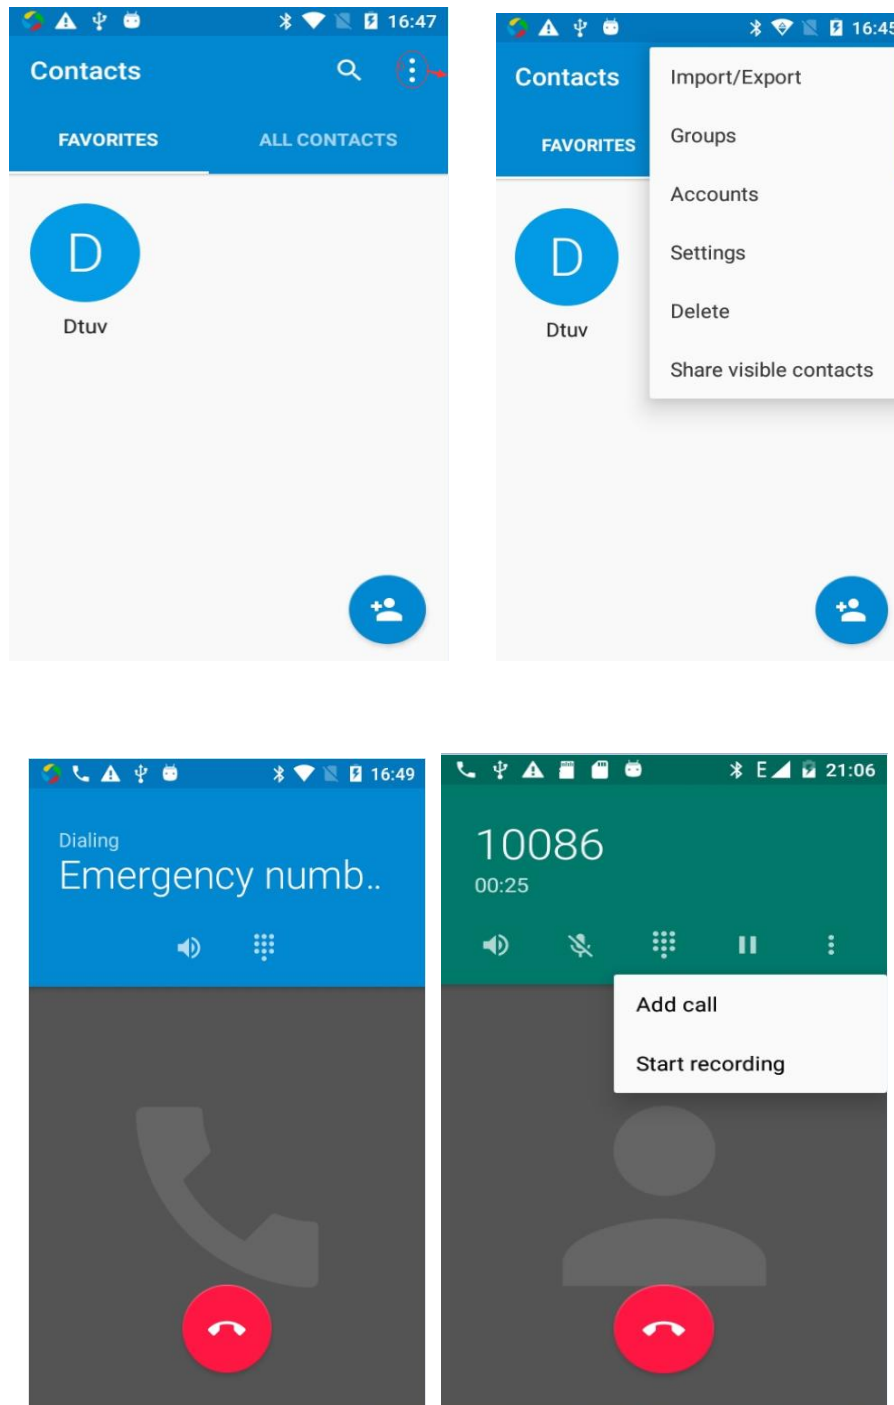 16:47
Contacts
FAVORITES ALL CONTACTS
D
Dtuv
16:45
Contacts
FAVORITES
Import/Export
Groups
Accounts
Settings
Delete
Share visible contacts
D
Dtuv
16:49
Dialing
Emergency numb..
E 21:06
10086
00:25
Add call
Start recording